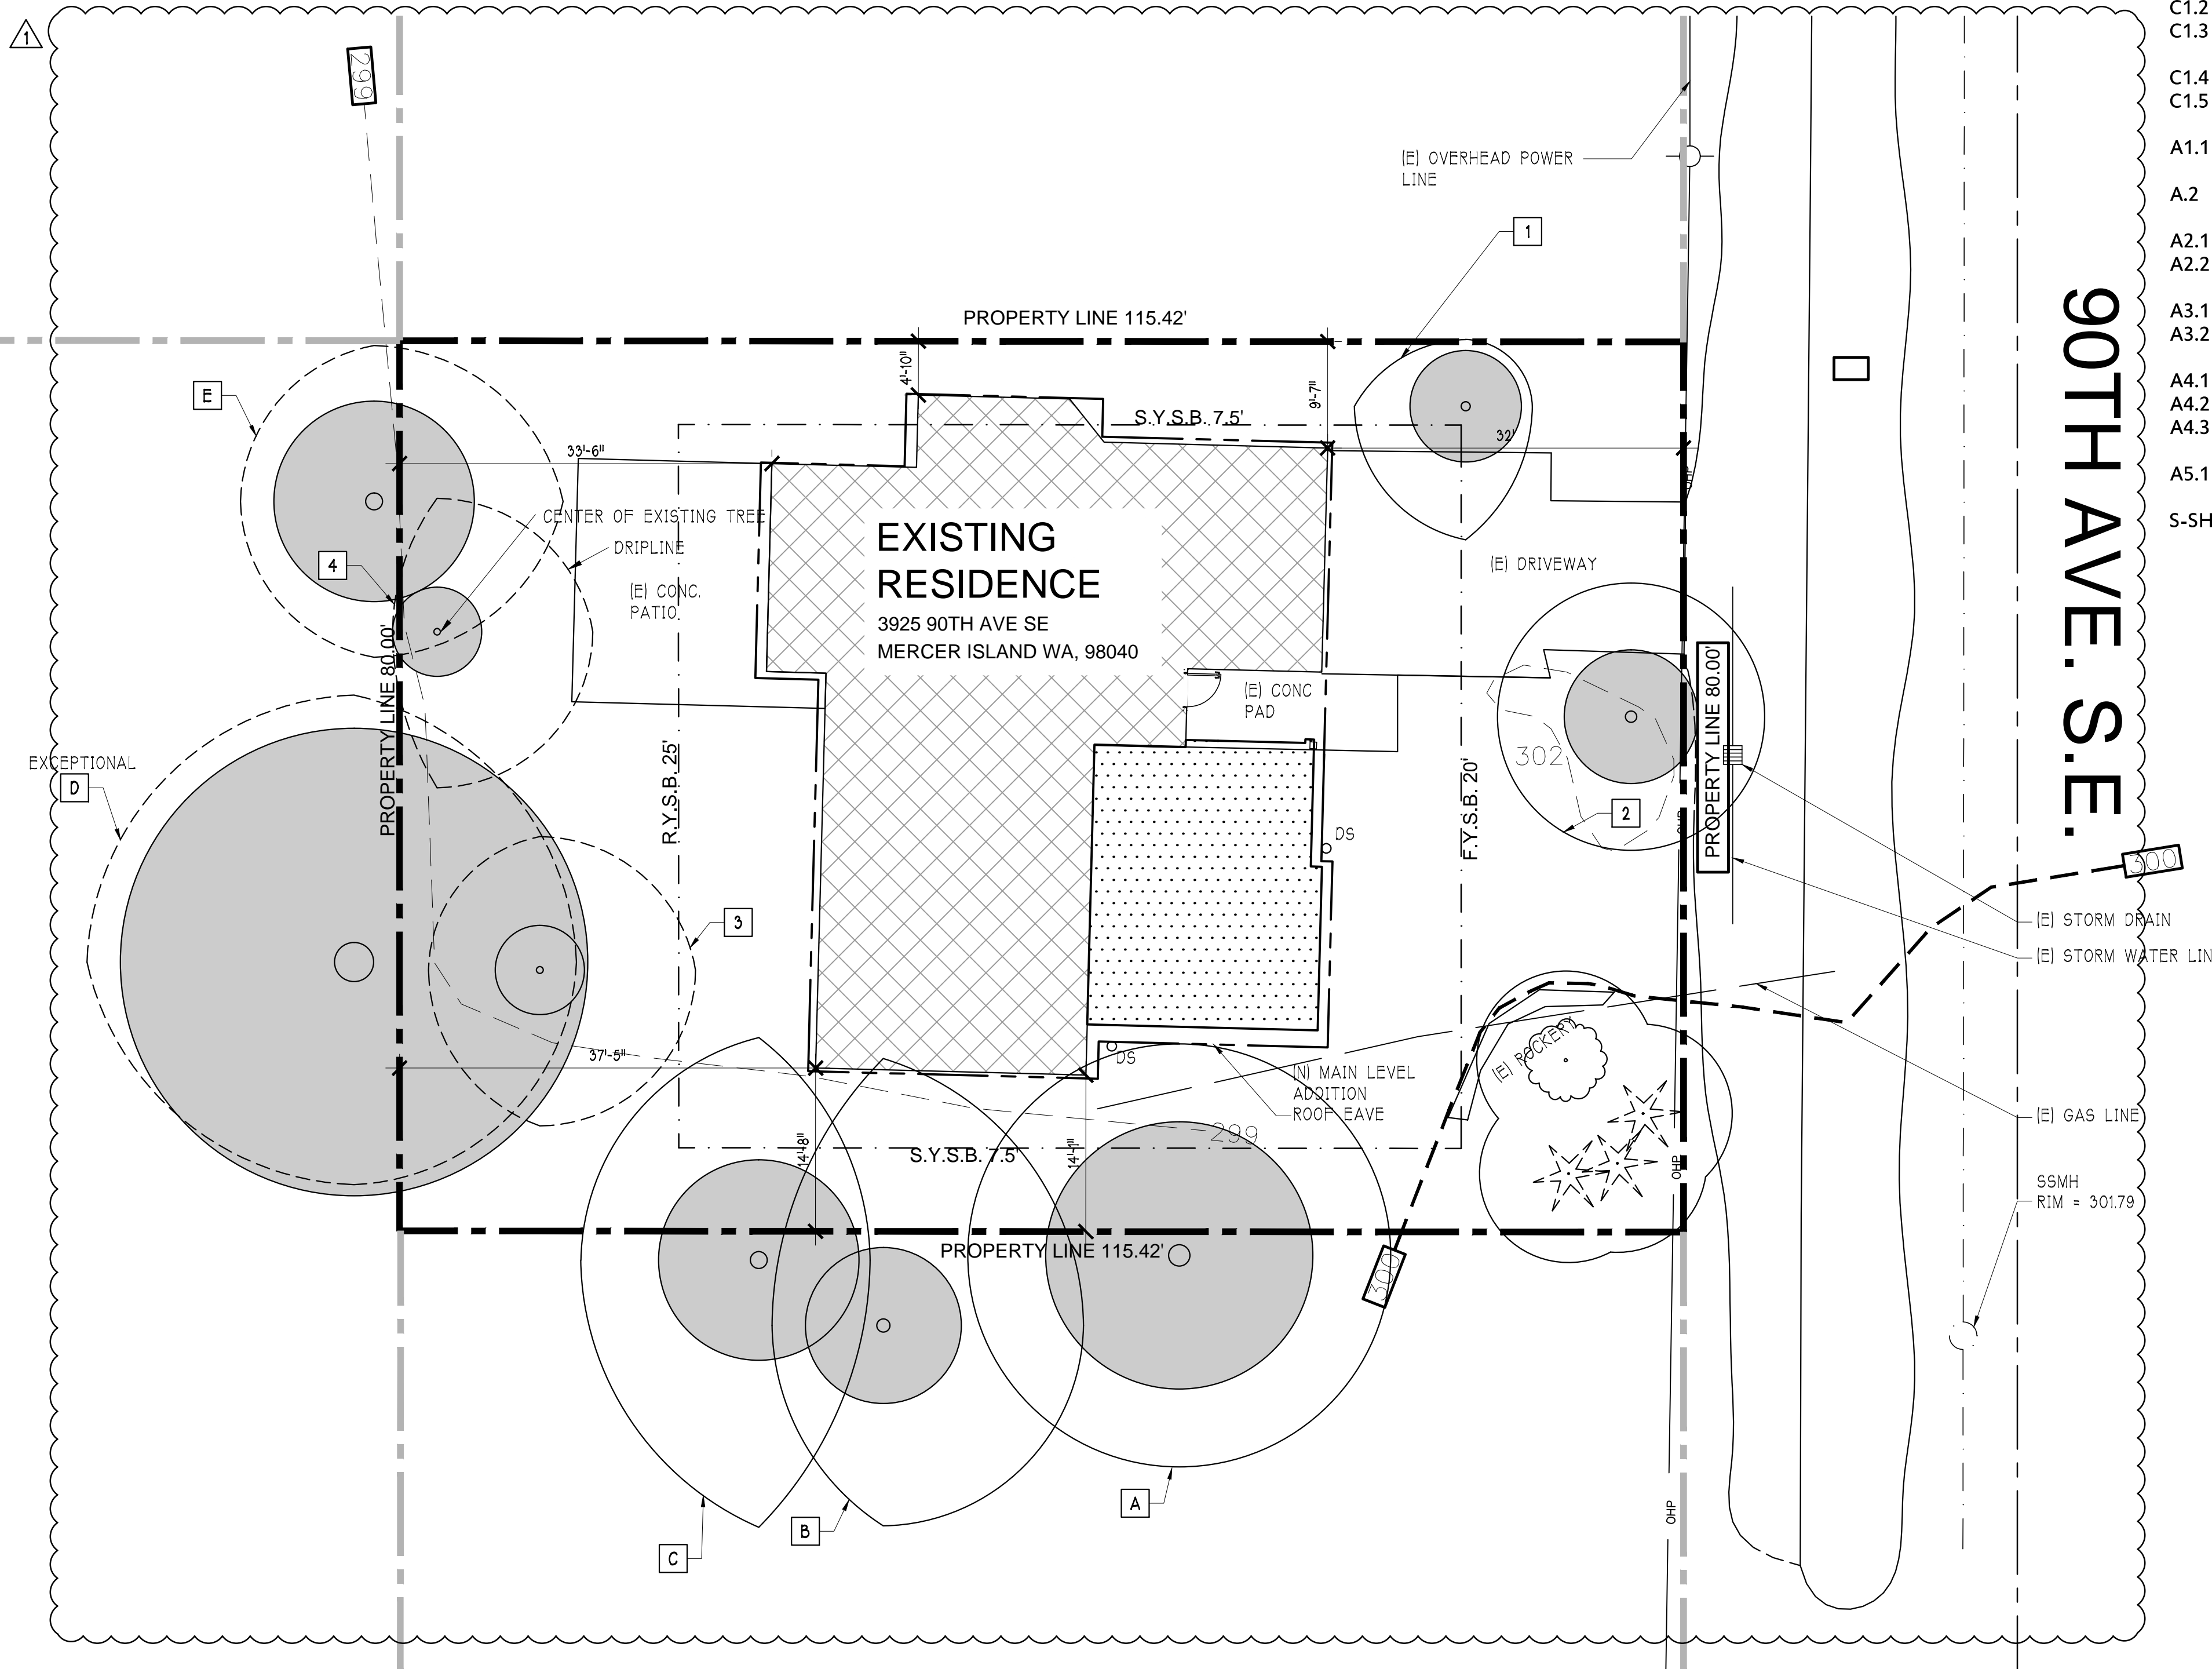 1
C1.2
C1.3
C1.4
C1.5
A1.1
A.2
A2.1
A2.2
A3.1
A3.2
A4.1
A4.2
A4.3
A5.1
S-SH
299
(E) OVERHEAD POWER
LINE
1
PROPERTY LINE 115.42'
90TH AVE. S.E.
E
4'-10"
9'-7"
S.Y.S.B. 7.5'
33'-6"
32'
OHP
CENTER OF EXISTING TREE
DRIPLINE
4
(E) CONC.
PATIO
EXISTING
RESIDENCE
3925 90TH AVE SE
MERCER ISLAND WA, 98040
(E) DRIVEWAY
PROPERTY LINE 80.00'
(E) CONC
PAD
302
PROPERTY LINE 80.00'
EXCEPTIONAL
D
R.Y.S.B. 25'
F.Y.S.B. 20'
2
OHP
DS
300
3
(E) STORM DRAIN
(E) STORM WATER LIN
37'-5"
DS
(E) ROCKERY
(N) MAIN LEVEL
ADDITION
ROOF EAVE
(E) GAS LINE
299
14'-8"
S.Y.S.B. 7.5'
14'-1"
OHP
SSMH
RIM = 301.79
PROPERTY LINE 115.42'
300
A
B
C
OHP